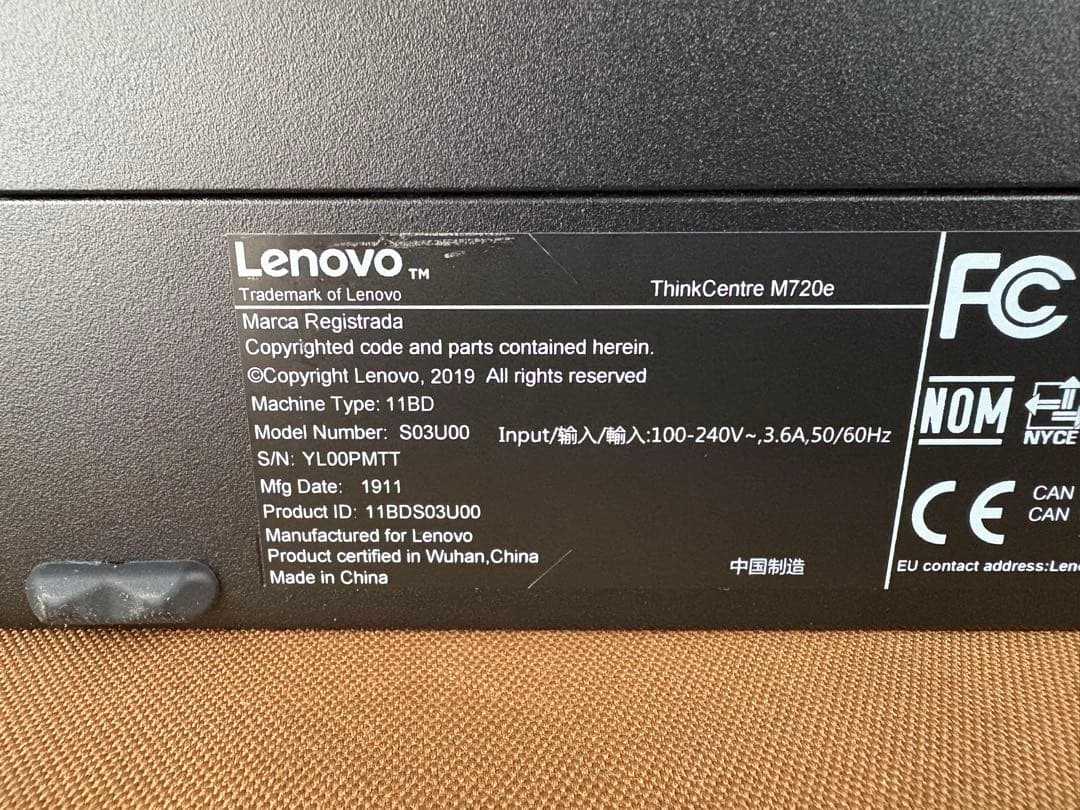 Lenovo™
Trademark of Lenovo
ThinkCentre M720e
Marca Registrada
Copyrighted code and parts contained herein.
©Copyright Lenovo, 2019 All rights reserved
Machine Type: 11BD
Model Number: S03U00
Input/输入/輸入:100-240V~,3.6A,50/60Hz
S/N: YL00PMTT
Mfg Date: 1911
Product ID: 11BDS03U00
Manufactured for Lenovo
Product certified in Wuhan,China
Made in China
中国制造
FC
NOM
NYCE
CE
CAN
CAN
EU contact address: